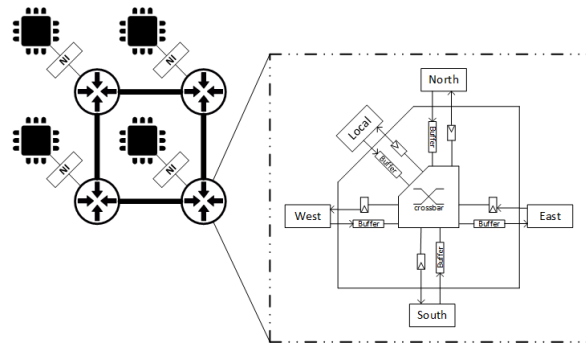 NI
NI
North
Local
Buffer
Buffer
NI
NI
crossbar
West
Buffer
Buffer
East
Buffer
South